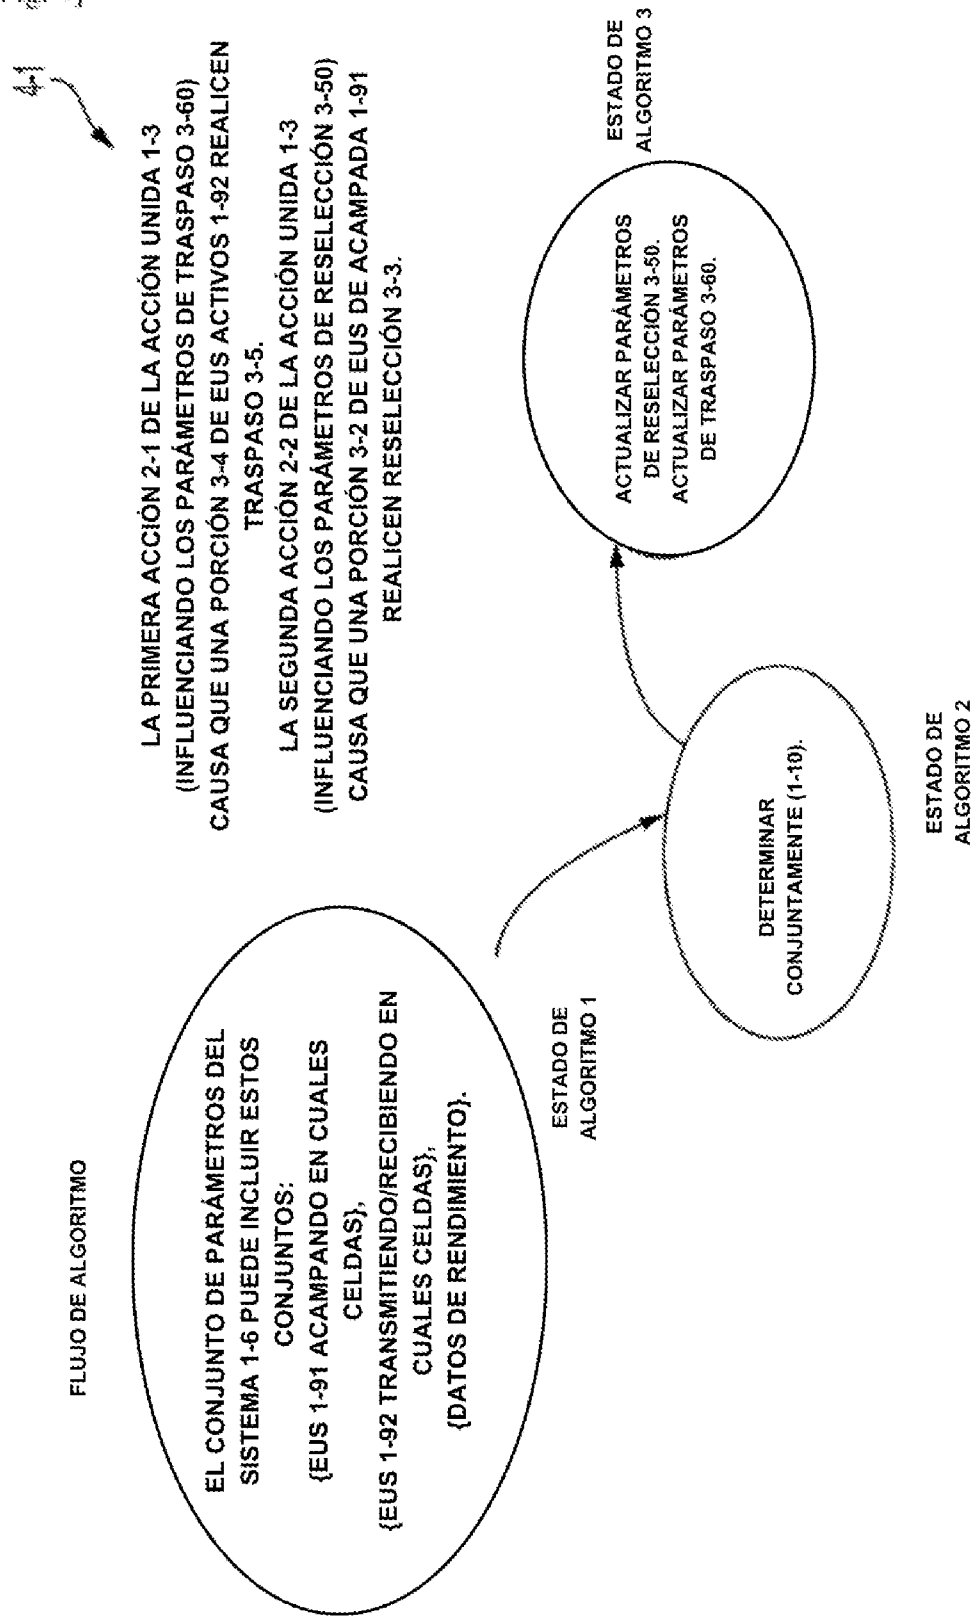 4-1
FLUJO DE ALGORITMO
EL CONJUNTO DE PARÁMETROS DEL
SISTEMA 1-6 PUEDE INCLUIR ESTOS
CONJUNTOS:
{EUS 1-91 ACAMPANDO EN CUALES
CELDAS},
{EUS 1-92 TRANSMITIENDO/RECIBIENDO EN
CUALES CELDAS},
{DATOS DE RENDIMIENTO}.
ESTADO DE
ALGORITMO 1
DETERMINAR
CONJUNTAMENTE (1-10).
ESTADO DE
ALGORITMO 2
LA PRIMERA ACCIÓN 2-1 DE LA ACCIÓN UNIDA 1-3
(INFLUENCIANDO LOS PARÁMETROS DE TRASPASO 3-60)
CAUSA QUE UNA PORCIÓN 3-4 DE EUS ACTIVOS 1-92 REALICEN
TRASPASO 3-5.
LA SEGUNDA ACCIÓN 2-2 DE LA ACCIÓN UNIDA 1-3
(INFLUENCIANDO LOS PARÁMETROS DE RESELECCIÓN 3-50)
CAUSA QUE UNA PORCIÓN 3-2 DE EUS DE ACAMPADA 1-91
REALICEN RESELECCIÓN 3-3.
ACTUALIZAR PARÁMETROS
DE RESELECCIÓN 3-50.
ACTUALIZAR PARÁMETROS
DE TRASPASO 3-60.
ESTADO DE
ALGORITMO 3